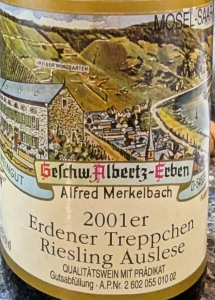 MOSEL-SAAR
Geschw. Albertz-Erben
Alfred Merkelbach
2001er
Erdener Treppchen
Riesling Auslese
QUALITÄTSWEIN MIT PRÄDIKAT
Gutsabfüllung - A.P.Nr. 2 602 055 010 02